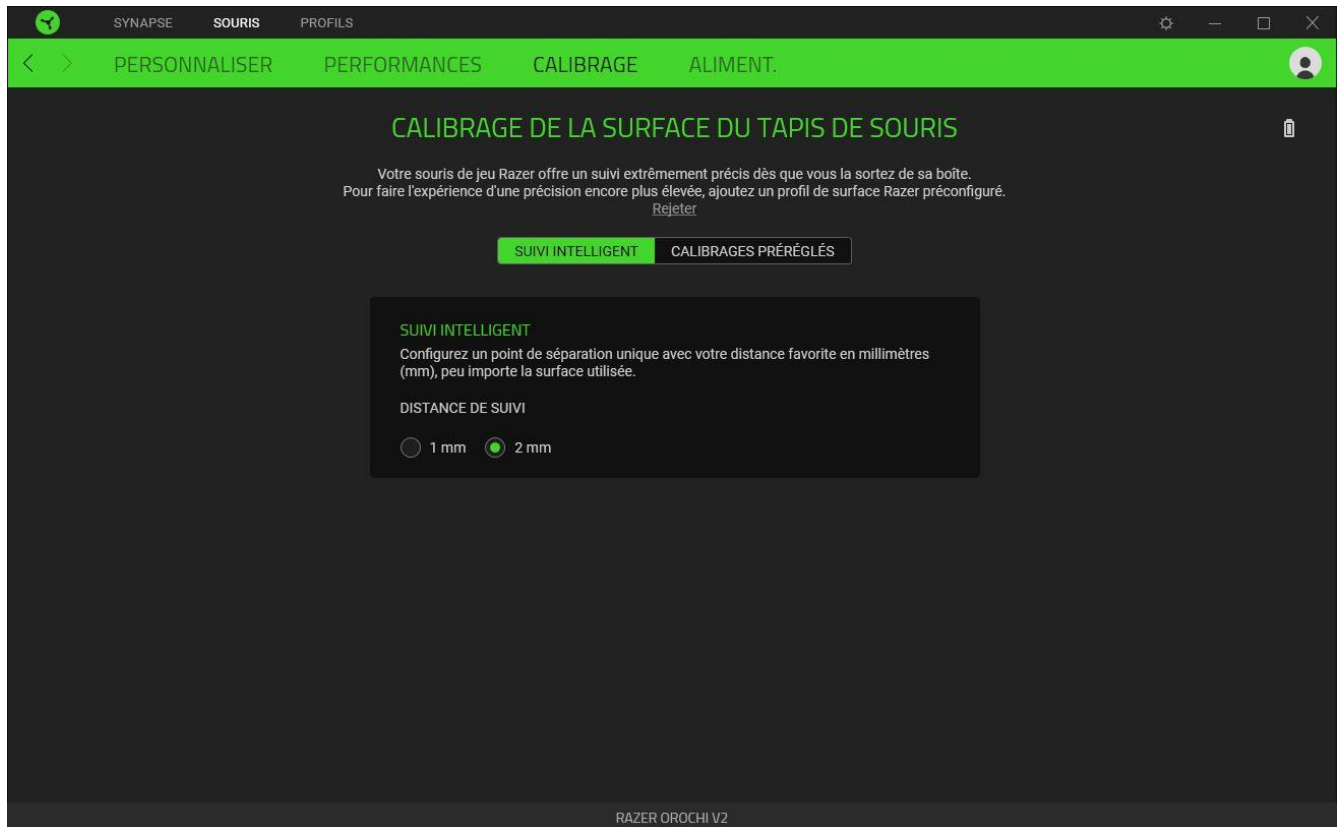 SYNAPSE SOURIS PROFILS
PERSONNALISER PERFORMANCES CALIBRAGE ALIMENT.
CALIBRAGE DE LA SURFACE DU TAPIS DE SOURIS
Votre souris de jeu Razer offre un suivi extrêmement précis dès que vous la sortez de sa boîte.
Pour faire l'expérience d'une précision encore plus élevée, ajoutez un profil de surface Razer préconfiguré.
Rejeter
SUIVI INTELLIGENT CALIBRAGES PRÉRÉGLÉS
SUIVI INTELLIGENT
Configurez un point de séparation unique avec votre distance favorite en millimètres
(mm), peu importe la surface utilisée.
DISTANCE DE SUIVI
1 mm 2 mm
RAZER OROCHI V2